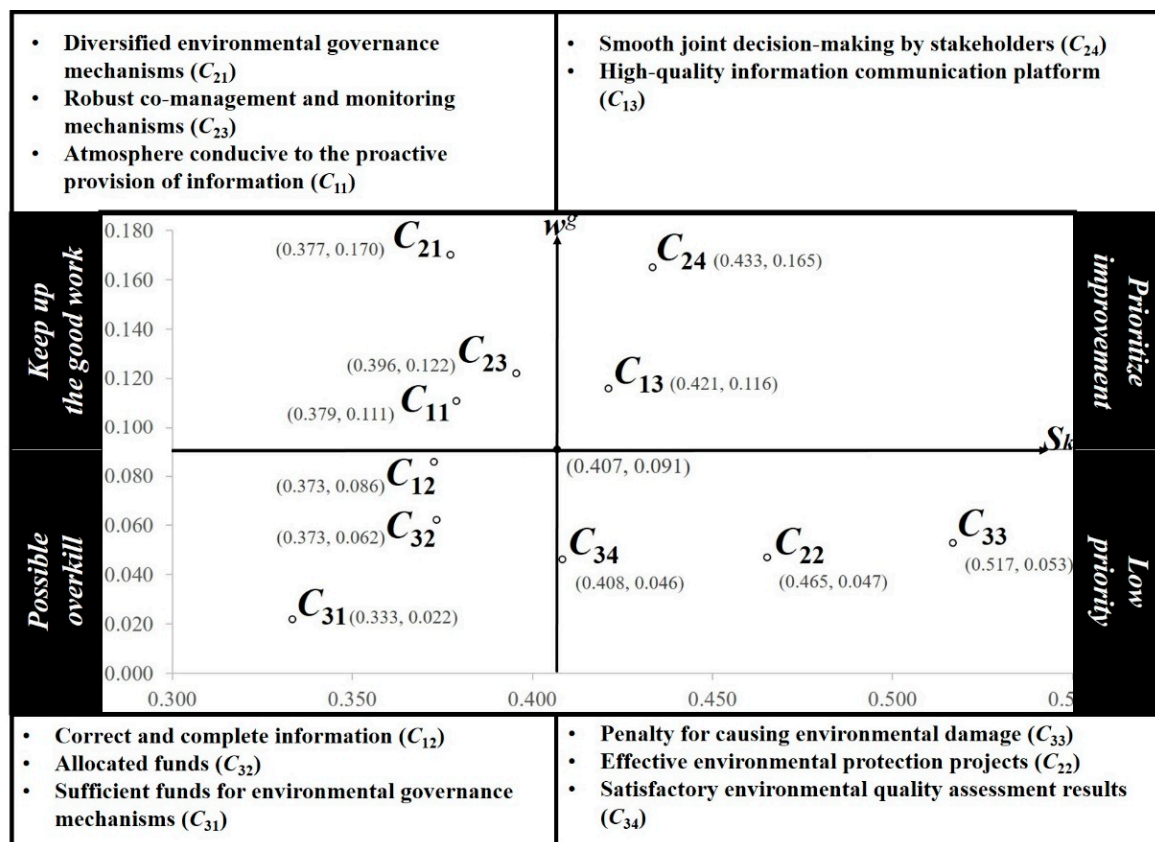 • Diversified environmental governance
mechanisms (C21)
• Robust co-management and monitoring
mechanisms (C23)
• Atmosphere conducive to the proactive
provision of information (C11)
• Smooth joint decision-making by stakeholders (C24)
• High-quality information communication platform
(C13)
Keep up
the good work
Possible
overkill
Prioritize
improvement
Low
priority
0.180
0.160
0.140
0.120
0.100
0.080
0.060
0.040
0.020
0.000
0.300
0.350
0.400
0.450
0.500
0.5
wg
Sk
(0.377, 0.170) C21
C24 (0.433, 0.165)
(0.396, 0.122) C23
C13 (0.421, 0.116)
(0.379, 0.111) C11
(0.407, 0.091)
(0.373, 0.086) C12
(0.373, 0.062) C32
C31 (0.333, 0.022)
C34
(0.408, 0.046)
C22
(0.465, 0.047)
C33
(0.517, 0.053)
• Correct and complete information (C12)
• Allocated funds (C32)
• Sufficient funds for environmental governance
mechanisms (C31)
• Penalty for causing environmental damage (C33)
• Effective environmental protection projects (C22)
• Satisfactory environmental quality assessment results
(C34)